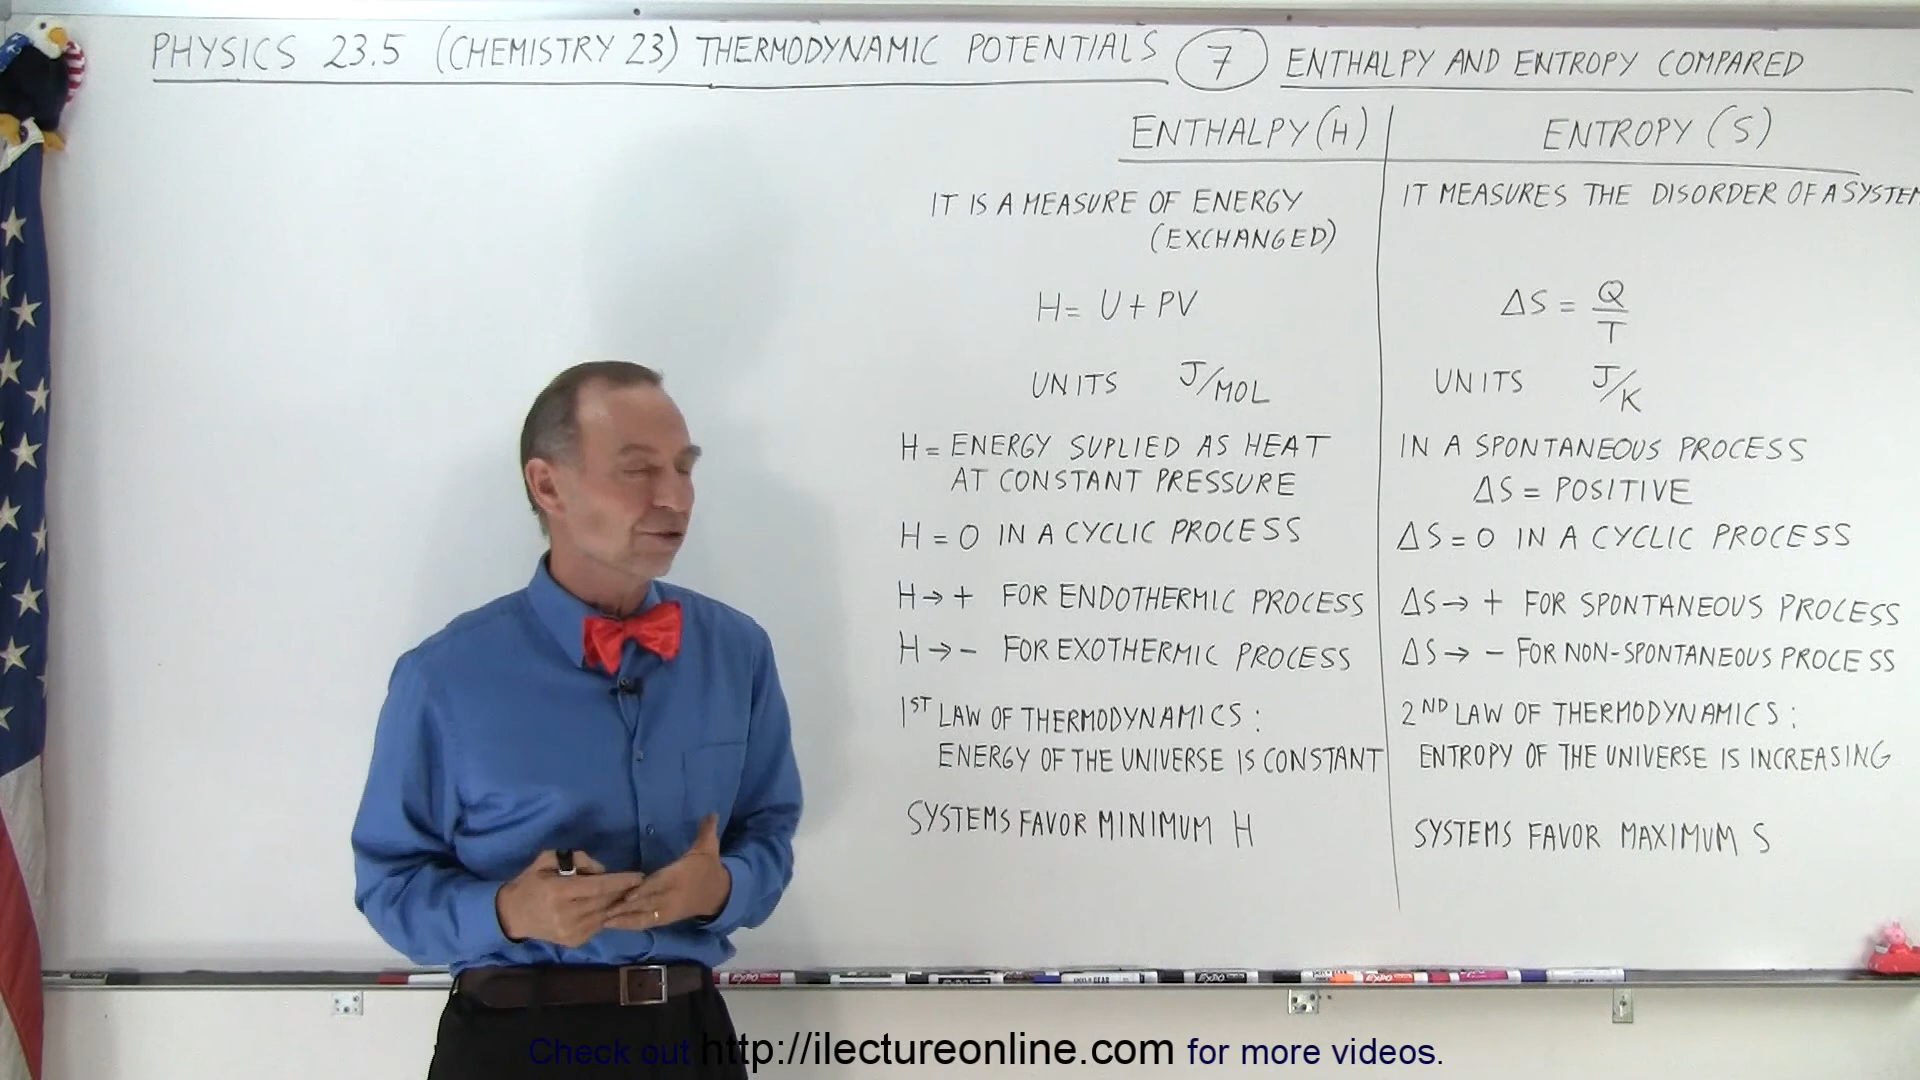 PHYSICS 23.5 (CHEMISTRY 23) THERMODYNAMIC POTENTIALS 7 ENTHALPY AND ENTROPY COMPARED
ENTHALPY (H)
IT IS A MEASURE OF ENERGY
(EXCHANGED)
H = U + PV
UNITS J/MOL
H = ENERGY SUPLIED AS HEAT
AT CONSTANT PRESSURE
H = 0 IN A CYCLIC PROCESS
H → + FOR ENDOTHERMIC PROCESS
H → - FOR EXOTHERMIC PROCESS
1ST LAW OF THERMODYNAMICS:
ENERGY OF THE UNIVERSE IS CONSTANT
SYSTEMS FAVOR MINIMUM H
ENTROPY (S)
IT MEASURES THE DISORDER OF A SYSTEM
ΔS = Q/T
UNITS J/K
IN A SPONTANEOUS PROCESS
ΔS = POSITIVE
ΔS = 0 IN A CYCLIC PROCESS
ΔS → + FOR SPONTANEOUS PROCESS
ΔS → - FOR NON-SPONTANEOUS PROCESS
2ND LAW OF THERMODYNAMICS:
ENTROPY OF THE UNIVERSE IS INCREASING
SYSTEMS FAVOR MAXIMUM S
Check out http://ilectureonline.com for more videos.